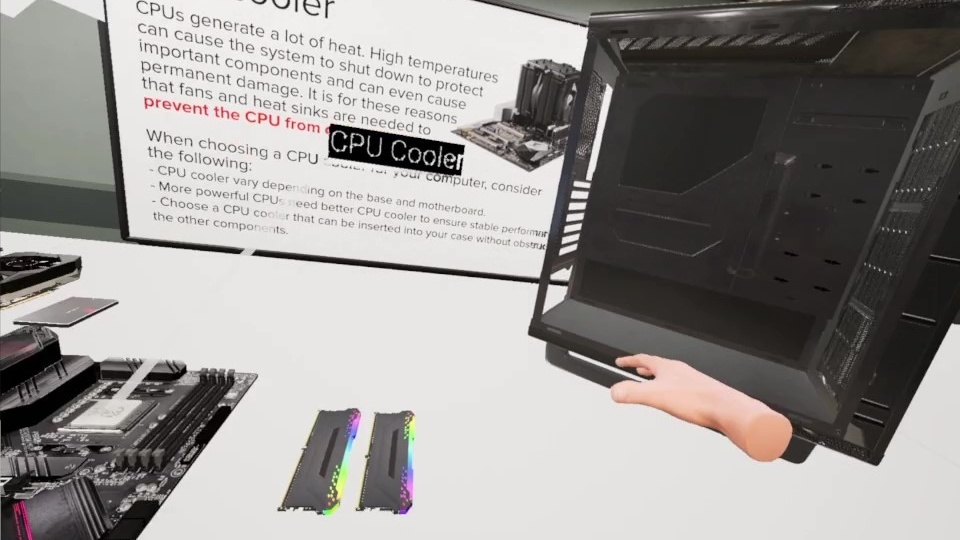 Cooler
CPUs generate a lot of heat. High temperatures
can cause the system to shut down to protect
important components and can even cause
permanent damage. It is for these reasons
that fans and heat sinks are needed to
prevent the CPU from
CPU Cooler
When choosing a CPU cooler for your computer, consider
the following:
- CPU cooler vary depending on the base and motherboard.
- More powerful CPUs need better CPU cooler to ensure stable
- Choose a CPU cooler that can be inserted into your case without
the other components.